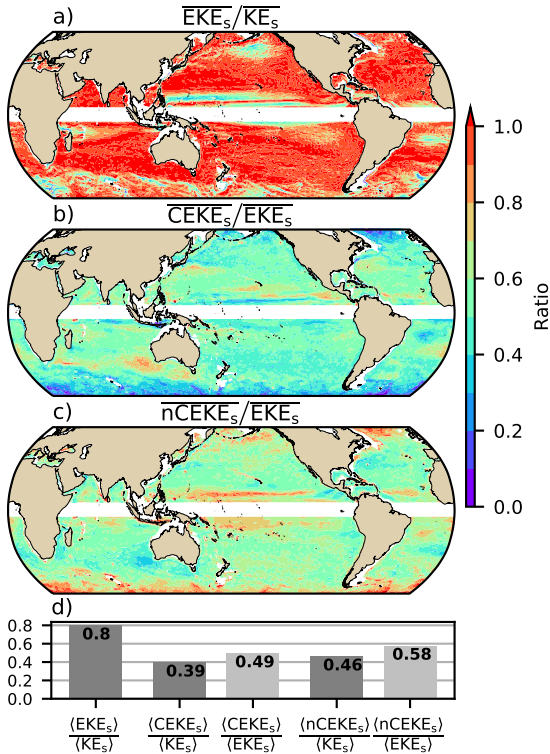 a) EKEₛ/KEₛ
b) CEKEₛ/EKEₛ
c) nCEKEₛ/EKEₛ
1.0
0.8
0.6
0.4
0.2
0.0
Ratio
d)
0.8
0.6
0.4
0.2
0.0
0.8
0.39
0.49
0.46
0.58
⟨EKEₛ⟩ ⟨CEKEₛ⟩ ⟨CEKEₛ⟩ ⟨nCEKEₛ⟩ ⟨nCEKEₛ⟩
⟨KEₛ⟩ ⟨KEₛ⟩ ⟨EKEₛ⟩ ⟨KEₛ⟩ ⟨EKEₛ⟩